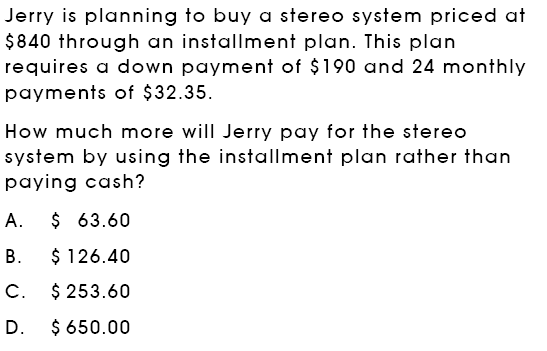 Jerry is planning to buy a stereo system priced at
$840 through an installment plan. This plan
requires a down payment of $190 and 24 monthly
payments of $32.35.
How much more will Jerry pay for the stereo
system by using the installment plan rather than
paying cash?
A. $ 63.60
B. $ 126.40
C. $ 253.60
D. $ 650.00